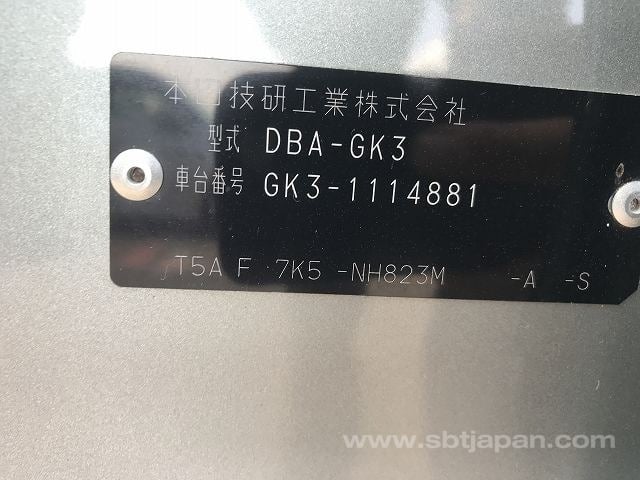 本田技研工業株式会社
型式 DBA-GK3
車台番号 GK3-1114881
T5A F 7K5 -NH823M -A -S
www.sbtjapan.com